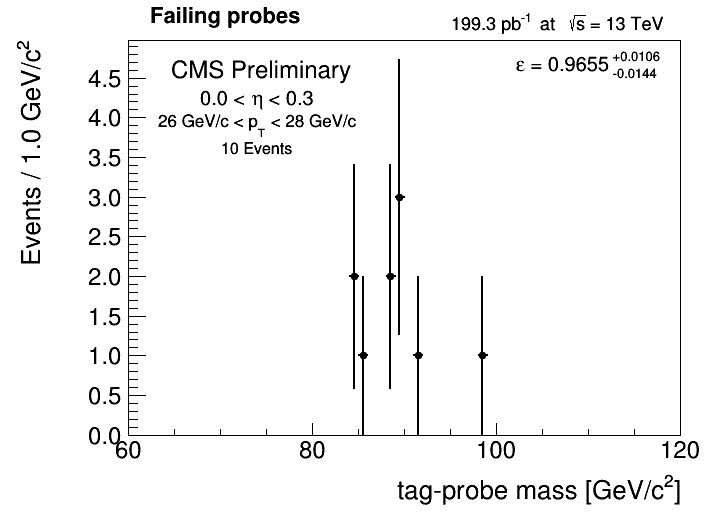 Failing probes
199.3 pb⁻¹ at √s = 13 TeV
CMS Preliminary
0.0 < η < 0.3
26 GeV/c < p_T < 28 GeV/c
10 Events
ε = 0.9655 +0.0106 -0.0144
Events / 1.0 GeV/c²
4.5
4.0
3.5
3.0
2.5
2.0
1.5
1.0
0.5
0.0
60 80 100 120
tag-probe mass [GeV/c²]